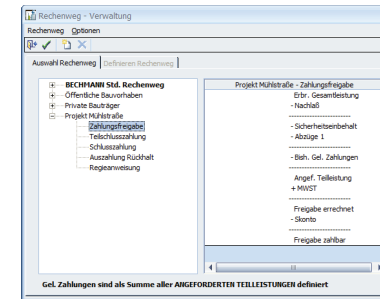 Rechenweg - Verwaltung
Rechenweg Optionen
Auswahl Rechenweg Definieren Rechenweg
BECHMANN Std. Rechenweg
Öffentliche Bauvorhaben
Private Bauträger
Projekt Mühlstraße
Zahlungsfreigabe
Teilschlusszahlung
Schlusszahlung
Auszahlung Rückhalt
Regieanweisung
Projekt Mühlstraße - Zahlungsfreigabe
Erbr. Gesamtleistung
- Nachlaß
------------------------
- Sicherheitseinbehalt
- Abzüge 1
------------------------
- Bish. Gel. Zahlungen
------------------------
Angef. Teilleistung
+ MWST
------------------------
Freigabe errechnet
- Skonto
------------------------
Freigabe zahlbar
Gel. Zahlungen sind als Summe aller ANGEFORDERTEN TEILLEISTUNGEN definiert